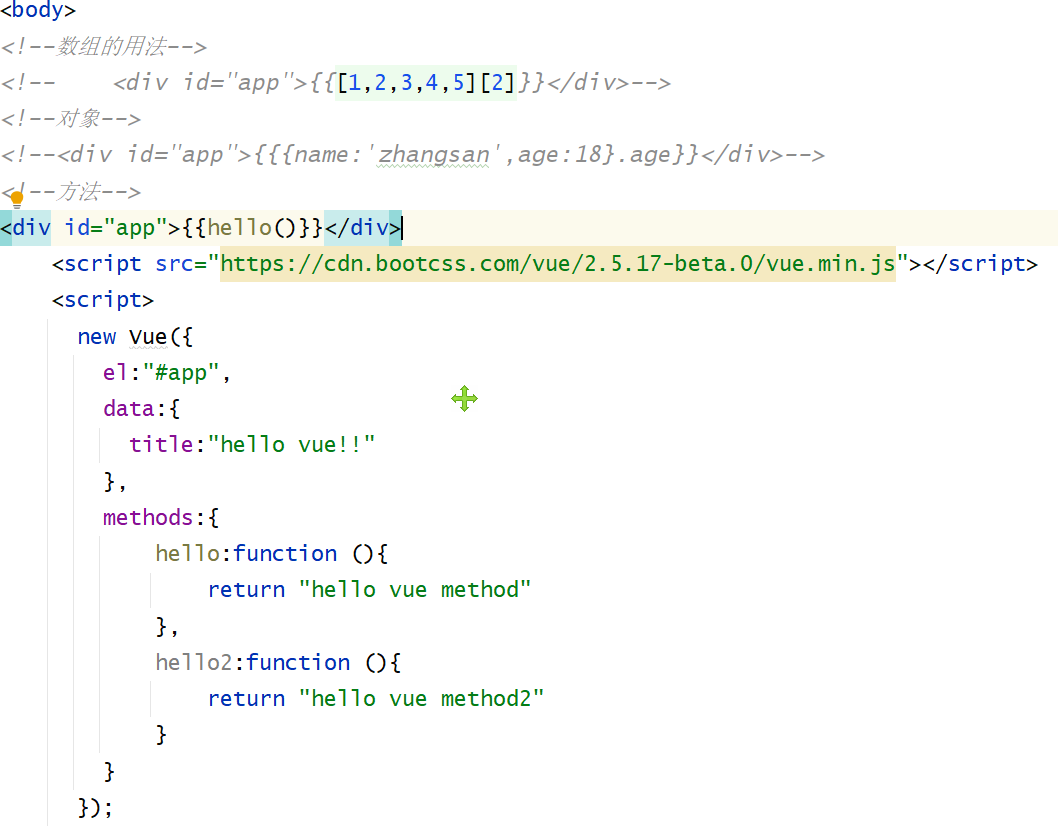 <body>
<!--数组的用法-->
<!--    <div id="app">{{[1,2,3,4,5][2]}}</div>-->
<!--对象-->
<!--<div id="app">{{{name:'zhangsan',age:18}.age}}</div>-->
<!--方法-->
<div id="app">{{hello()}}</div>
    <script src="https://cdn.bootcss.com/vue/2.5.17-beta.0/vue.min.js"></script>
    <script>
      new Vue({
        el:"#app",
        data:{
          title:"hello vue!!"
        },
        methods:{
            hello:function (){
                return "hello vue method"
            },
            hello2:function (){
                return "hello vue method2"
            }
        }
      });